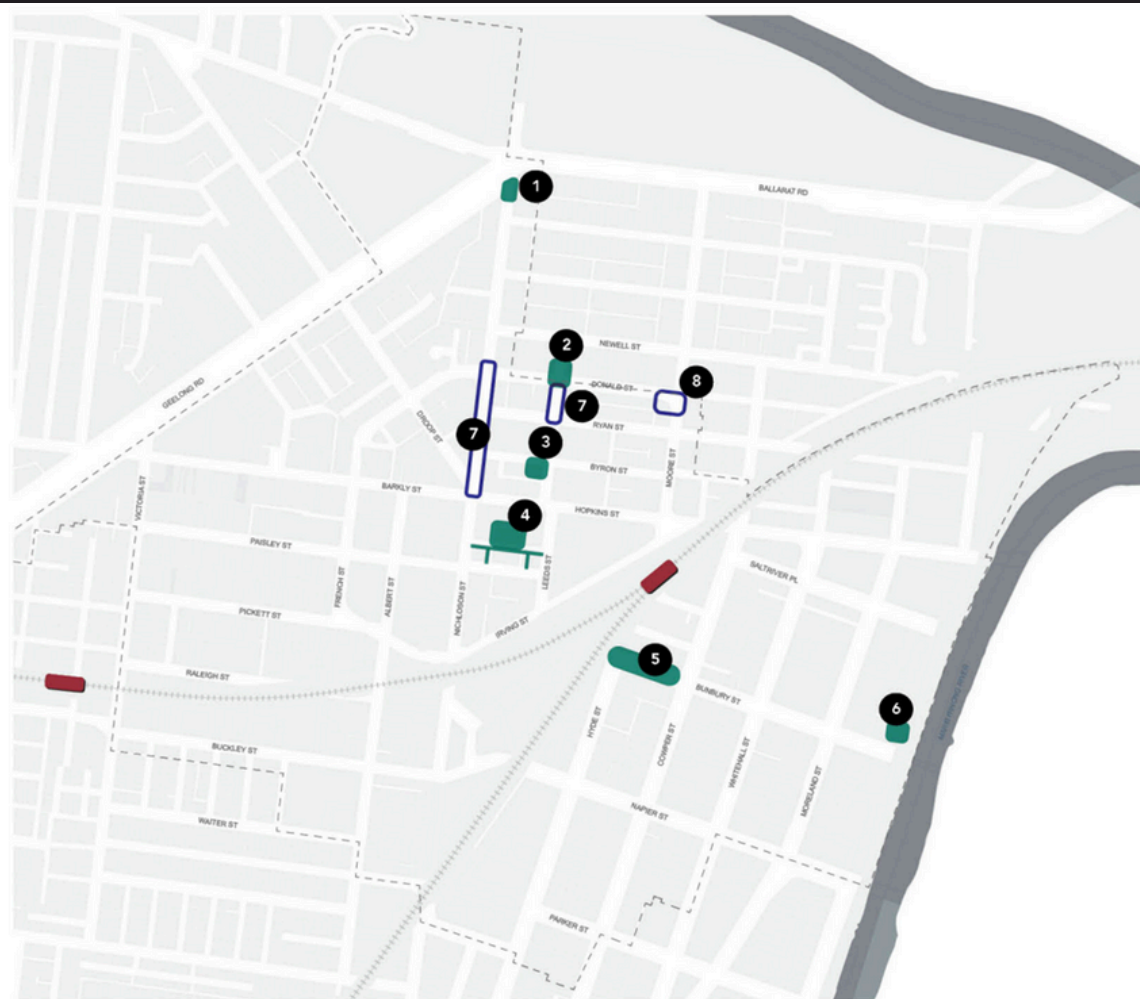 1
BALLARAT RD
2
NEWELL ST
GEELONG RD
DONALD ST
8
7
DROOP ST
RYAN ST
7
3
BYRON ST
MOORE ST
BARKLY ST
VICTORIA ST
4
HOPKINS ST
PAISLEY ST
LEEDS ST
SALTRIVER PL
FRENCH ST
ALBERT ST
NICHLOSON ST
PICKETT ST
IRVING ST
5
RALEIGH ST
BUNBURY ST
6
HYDE ST
COWPER ST
BUCKLEY ST
WHITEHALL ST
MORELAND ST
NAPIER ST
WAITER ST
PARKER ST